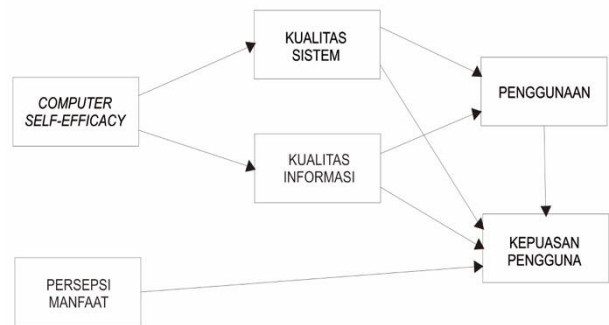 KUALITAS
SISTEM
COMPUTER
SELF-EFFICACY
PENGGUNAAN
KUALITAS
INFORMASI
KEPUASAN
PENGGUNA
PERSEPSI
MANFAAT